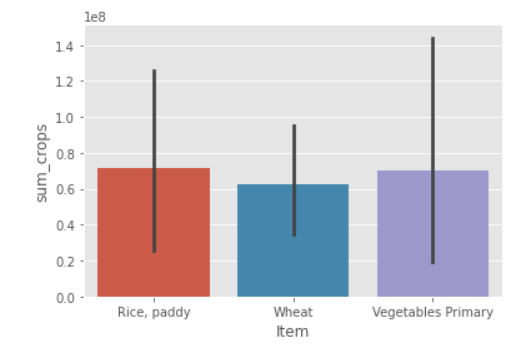 1e8
1.4
1.2
1.0
0.8
0.6
0.4
0.2
0.0
sum_crops
Rice, paddy
Wheat
Vegetables Primary
Item